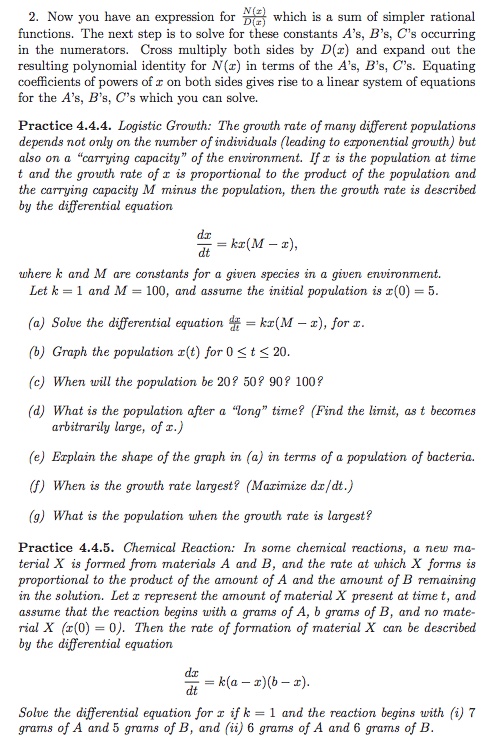 2. Now you have an expression for N(x)/D(x) which is a sum of simpler rational
functions. The next step is to solve for these constants A's, B's, C's occurring
in the numerators. Cross multiply both sides by D(x) and expand out the
resulting polynomial identity for N(x) in terms of the A's, B's, C's. Equating
coefficients of powers of x on both sides gives rise to a linear system of equations
for the A's, B's, C's which you can solve.
Practice 4.4.4. Logistic Growth: The growth rate of many different populations
depends not only on the number of individuals (leading to exponential growth) but
also on a “carrying capacity” of the environment. If x is the population at time
t and the growth rate of x is proportional to the product of the population and
the carrying capacity M minus the population, then the growth rate is described
by the differential equation
dx/dt = kx(M − x),
where k and M are constants for a given species in a given environment.
Let k = 1 and M = 100, and assume the initial population is x(0) = 5.
(a) Solve the differential equation dx/dt = kx(M − x), for x.
(b) Graph the population x(t) for 0 ≤ t ≤ 20.
(c) When will the population be 20? 50? 90? 100?
(d) What is the population after a “long” time? (Find the limit, as t becomes
arbitrarily large, of x.)
(e) Explain the shape of the graph in (a) in terms of a population of bacteria.
(f) When is the growth rate largest? (Maximize dx/dt.)
(g) What is the population when the growth rate is largest?
Practice 4.4.5. Chemical Reaction: In some chemical reactions, a new ma-
terial X is formed from materials A and B, and the rate at which X forms is
proportional to the product of the amount of A and the amount of B remaining
in the solution. Let x represent the amount of material X present at time t, and
assume that the reaction begins with a grams of A, b grams of B, and no mate-
rial X (x(0) = 0). Then the rate of formation of material X can be described
by the differential equation
dx/dt = k(a − x)(b − x).
Solve the differential equation for x if k = 1 and the reaction begins with (i) 7
grams of A and 5 grams of B, and (ii) 6 grams of A and 6 grams of B.